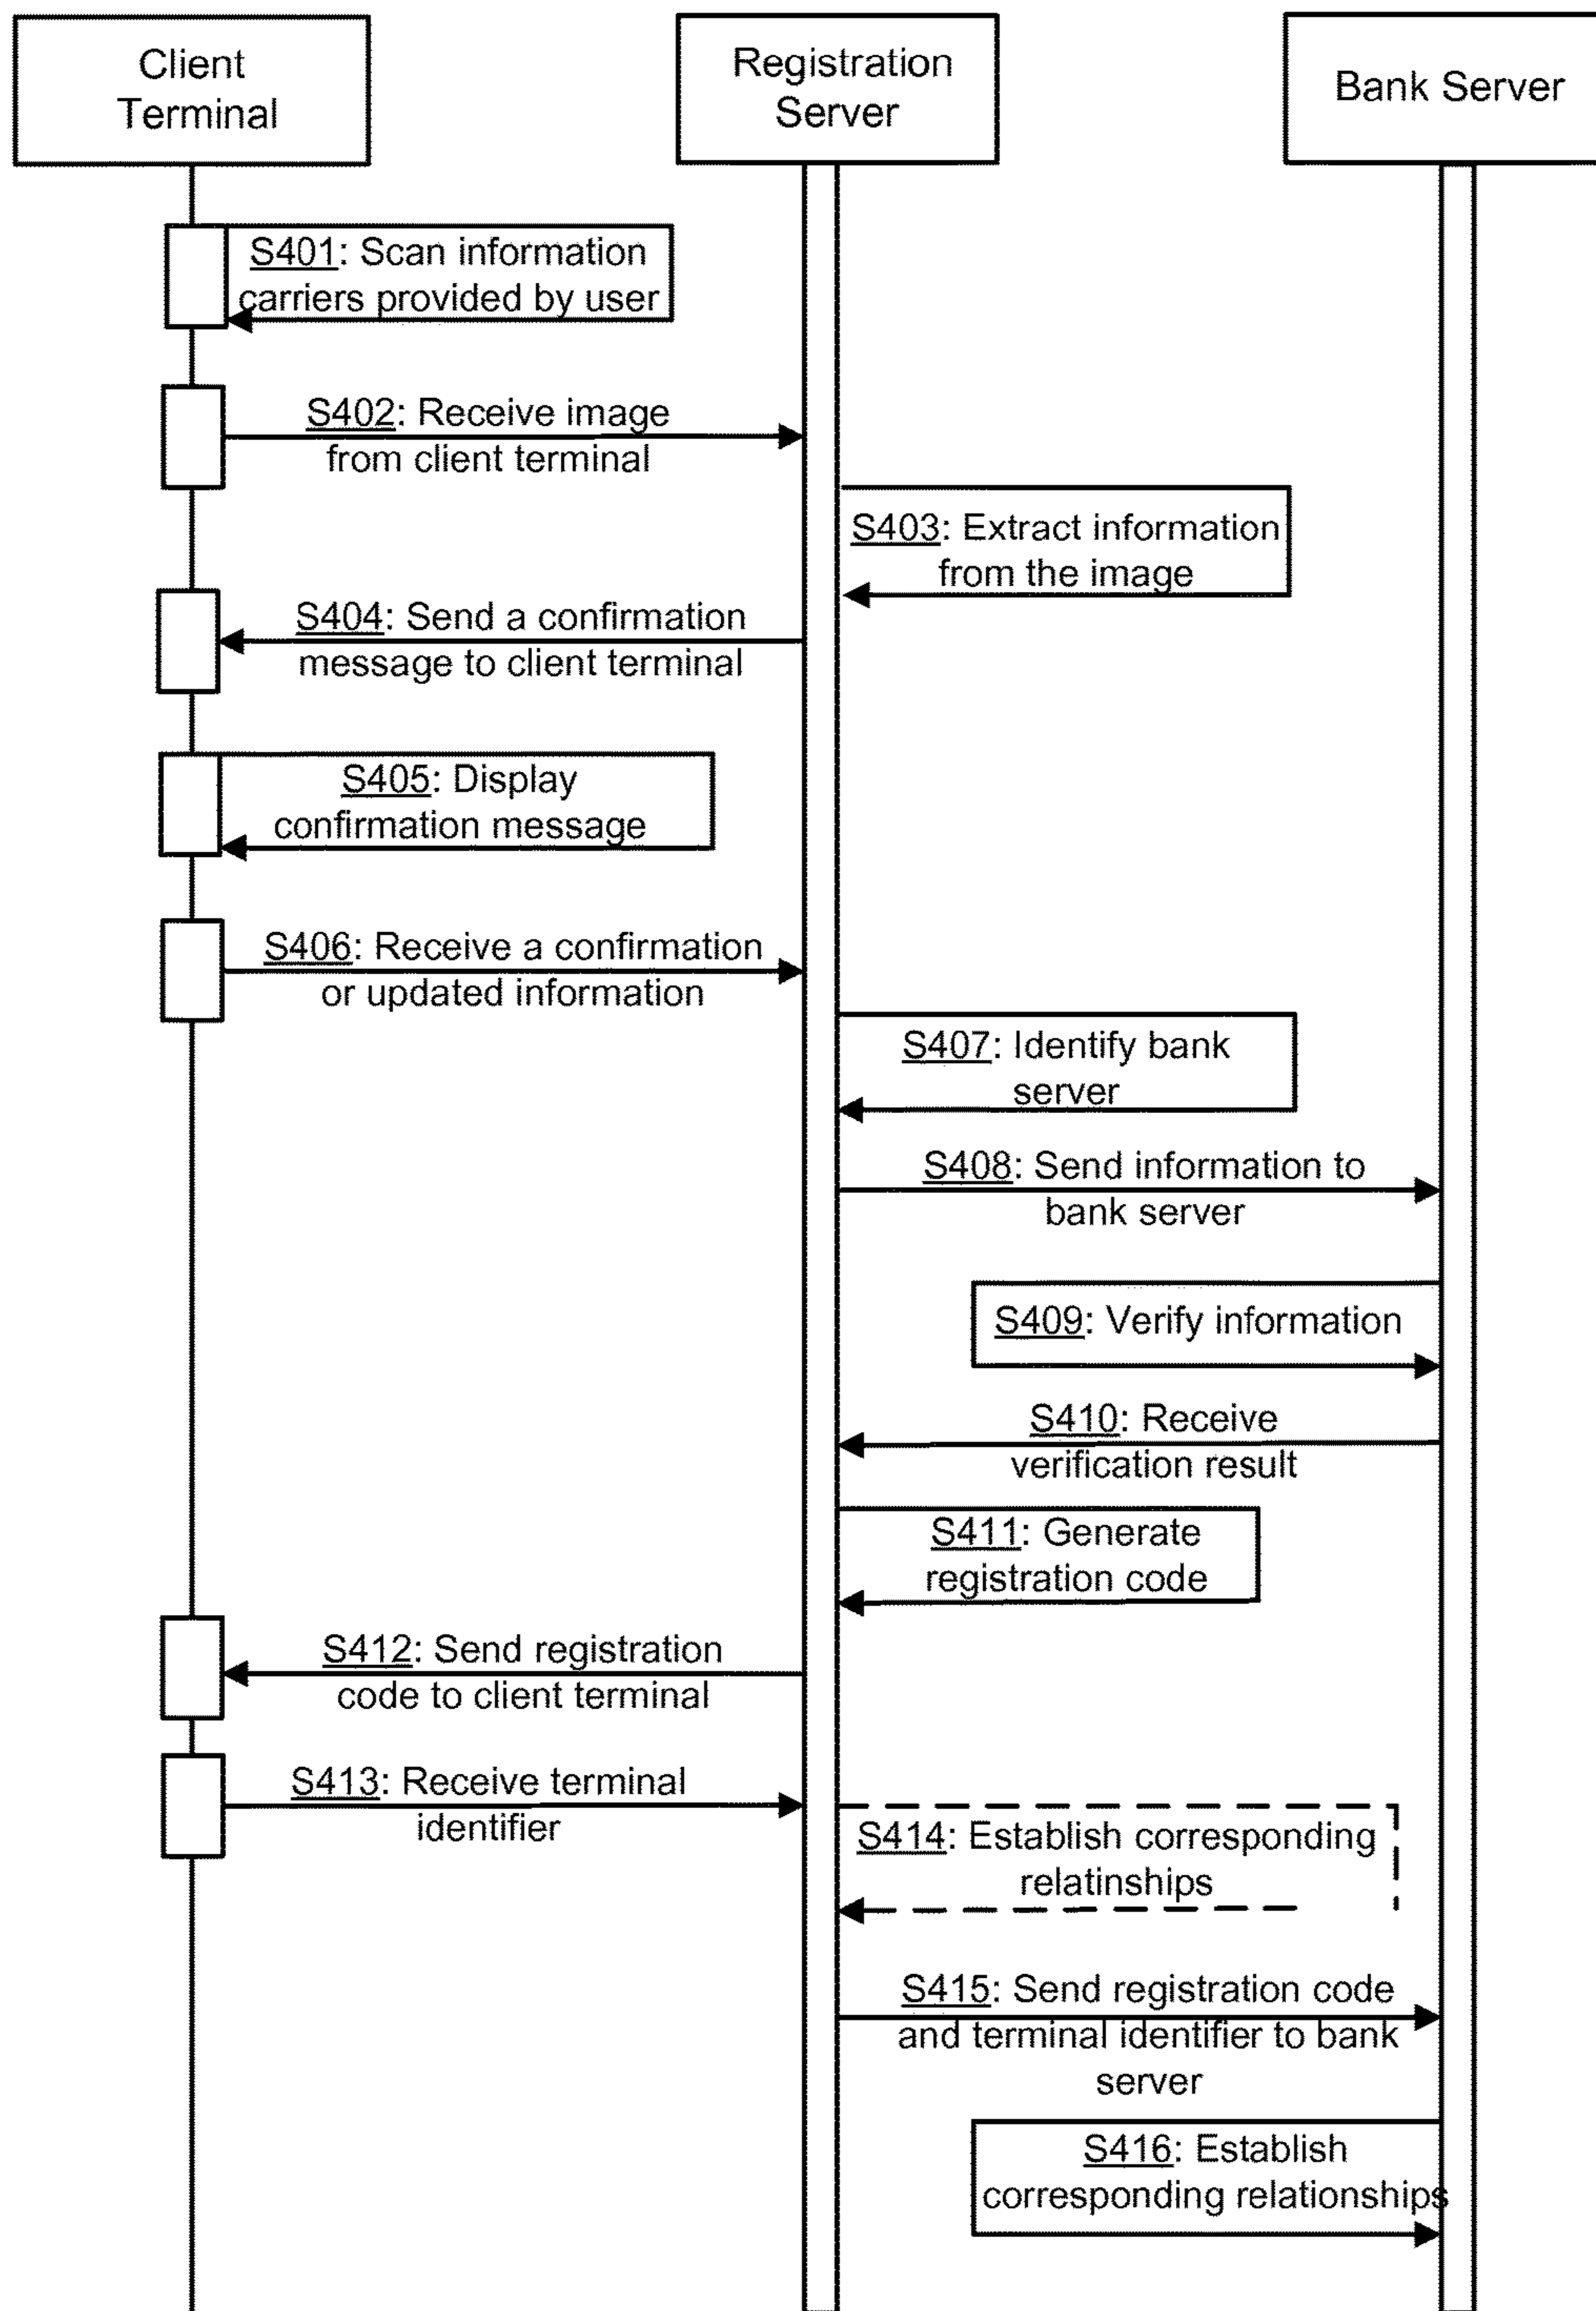 Client
Terminal
Registration
Server
Bank Server
S401: Scan information
carriers provided by user
S402: Receive image
from client terminal
S403: Extract information
from the image
S404: Send a confirmation
message to client terminal
S405: Display
confirmation message
S406: Receive a confirmation
or updated information
S407: Identify bank
server
S408: Send information to
bank server
S409: Verify information
S410: Receive
verification result
S411: Generate
registration code
S412: Send registration
code to client terminal
S413: Receive terminal
identifier
S414: Establish corresponding
relatinships
S415: Send registration code
and terminal identifier to bank
server
S416: Establish
corresponding relationships